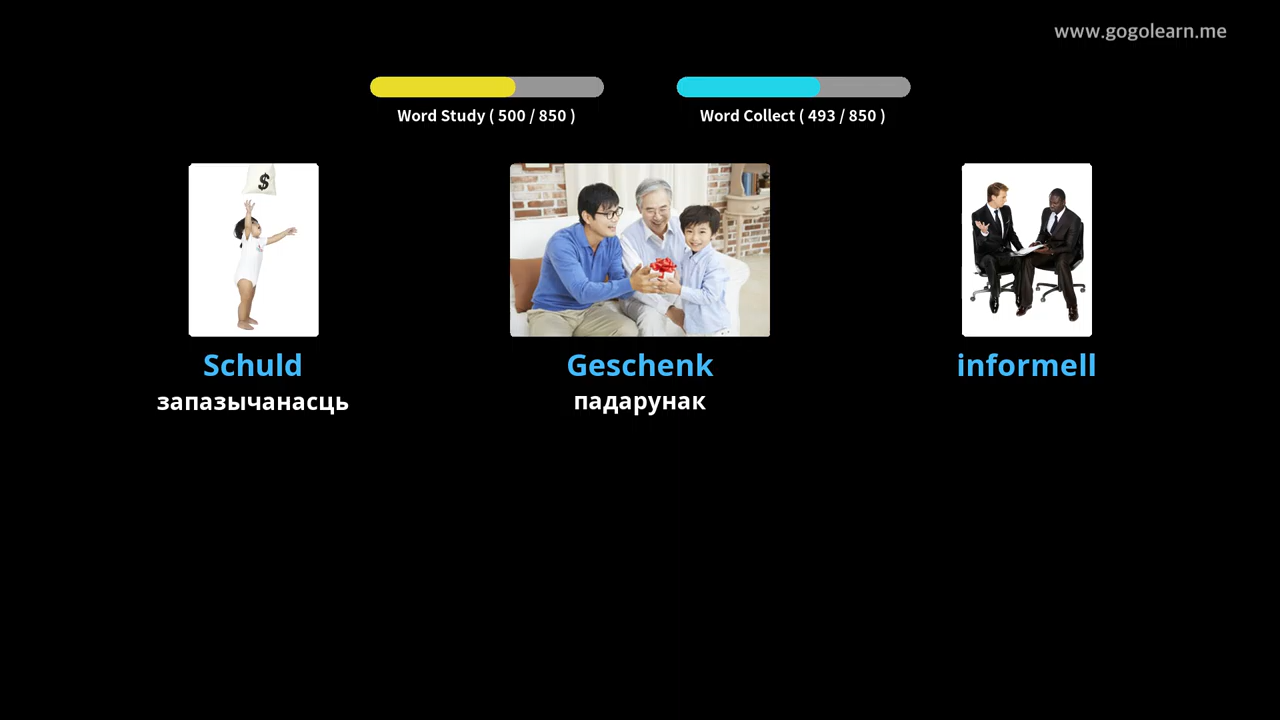 www.gogolearn.me
Word Study ( 500 / 850 )
Word Collect ( 493 / 850 )
$
Schuld
запазычанасць
Geschenk
падарунак
informell